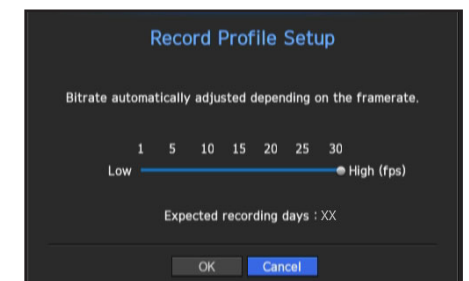 Record Profile Setup
Bitrate automatically adjusted depending on the framerate.
1 5 10 15 20 25 30
Low High (fps)
Expected recording days : XX
OK Cancel